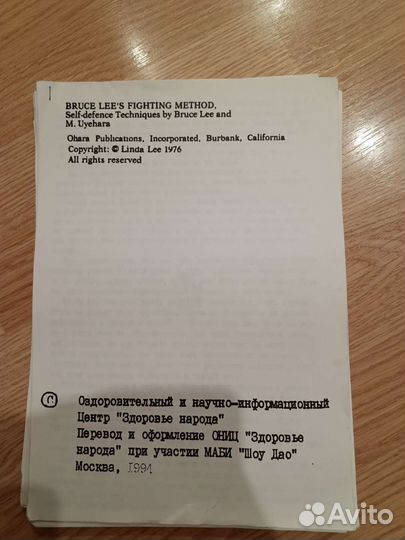 BRUCE LEE'S FIGHTING METHOD,
Self-defence Techniques by Bruce Lee and
M. Uyehara
Ohara Publications, Incorporated, Burbank, California
Copyright: © Linda Lee 1976
All rights reserved
© Оздоровительный и научно-информационный
Центр "Здоровье народа"
Перевод и оформление ОНИЦ "Здоровье
народа" при участии МАБИ "Шоу Дао"
Москва, 1991
Avito